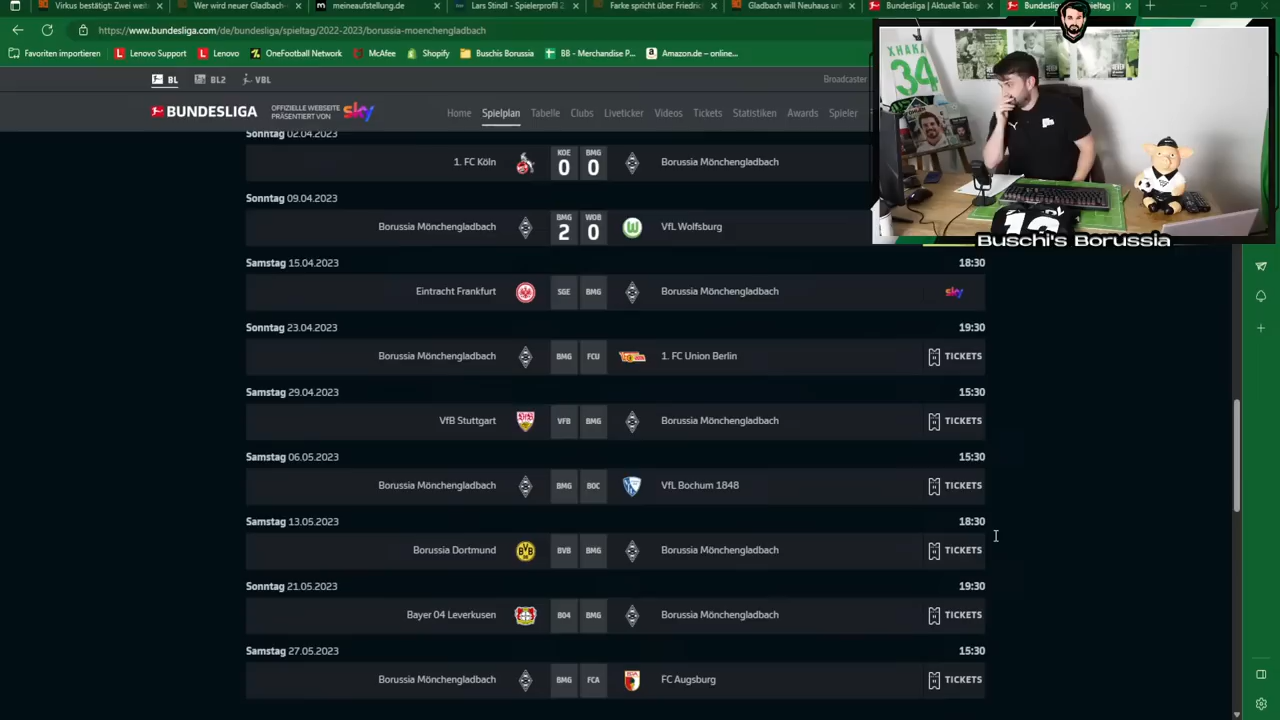 Virkus bestätigt: Zwei weit
Wer wird neuer Gladbach-
meineaufstellung.de
Lars Stindl - Spielerprofil 2
Farke spricht über Friedric
Gladbach will Neuhaus un
Bundesliga | Aktuelle Tabe
Bundesliga | Spieltag |
https://www.bundesliga.com/de/bundesliga/spieltag/2022-2023/borussia-moenchengladbach
Favoriten importieren
Lenovo Support
Lenovo
OneFootball Network
McAfee
Shopify
Buschis Borussia
BB - Merchandise P...
Amazon.de – online...
BL
BL2
VBL
Broadcaster
BUNDESLIGA
OFFIZIELLE WEBSEITE
PRÄSENTIERT VON
sky
Home
Spielplan
Tabelle
Clubs
Liveticker
Videos
Tickets
Statistiken
Awards
Spieler
XHAKA
34
Buschi's Borussia
Sonntag 02.04.2023
1. FC Köln KOE 0 BMG 0 Borussia Mönchengladbach
Sonntag 09.04.2023
Borussia Mönchengladbach BMG 2 WOB 0 VfL Wolfsburg
Samstag 15.04.2023 18:30
Eintracht Frankfurt SGE BMG Borussia Mönchengladbach sky
Sonntag 23.04.2023 19:30
Borussia Mönchengladbach BMG FCU 1. FC Union Berlin TICKETS
Samstag 29.04.2023 15:30
VfB Stuttgart VFB BMG Borussia Mönchengladbach TICKETS
Samstag 06.05.2023 15:30
Borussia Mönchengladbach BMG BOC VfL Bochum 1848 TICKETS
Samstag 13.05.2023 18:30
Borussia Dortmund BVB BMG Borussia Mönchengladbach TICKETS
Sonntag 21.05.2023 19:30
Bayer 04 Leverkusen B04 BMG Borussia Mönchengladbach TICKETS
Samstag 27.05.2023 15:30
Borussia Mönchengladbach BMG FCA FC Augsburg TICKETS